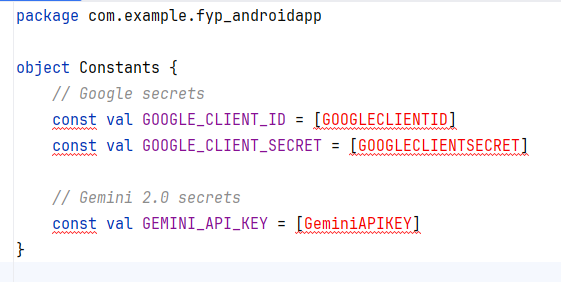 package com.example.fyp_androidapp
object Constants {
// Google secrets
const val GOOGLE_CLIENT_ID = [GOOGLECLIENTID]
const val GOOGLE_CLIENT_SECRET = [GOOGLECLIENTSECRET]
// Gemini 2.0 secrets
const val GEMINI_API_KEY = [GeminiAPIKEY]
}